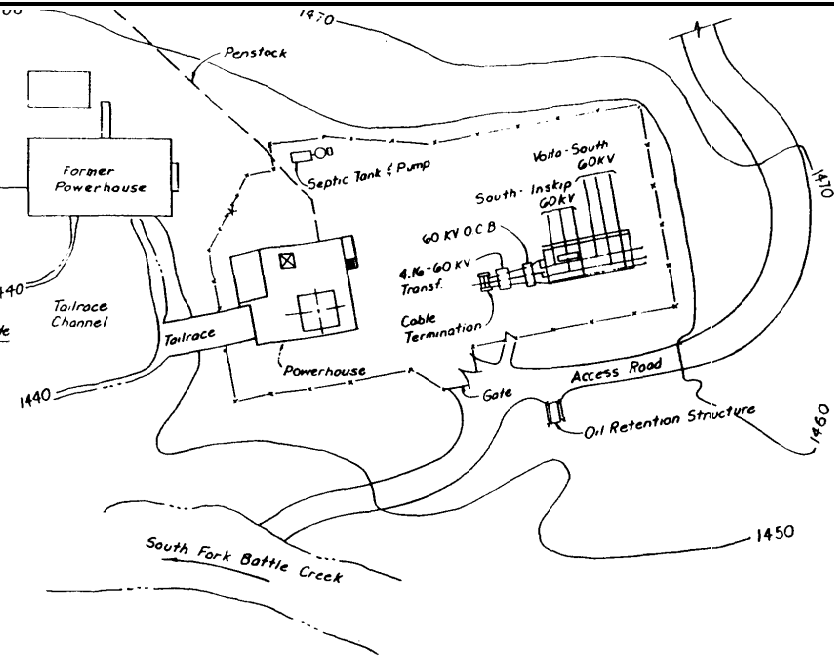 1470
Penstock
Former
Powerhouse
Septic Tank & Pump
Volta-South
60KV
South-Inskip
60KV
1470
60 KV O.C.B
4.16-60 KV
Transf.
Cable
Termination
Tailrace
Channel
Tailrace
Powerhouse
1440
Gate
Access Road
Oil Retention Structure
1460
1450
South Fork Battle Creek